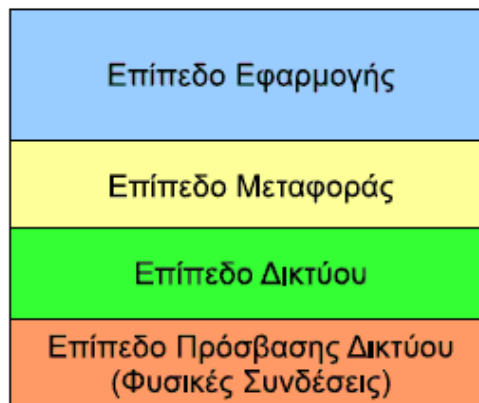 Επίπεδο Εφαρμογής
Επίπεδο Μεταφοράς
Επίπεδο Δικτύου
Επίπεδο Πρόσβασης Δικτύου
(Φυσικές Συνδέσεις)